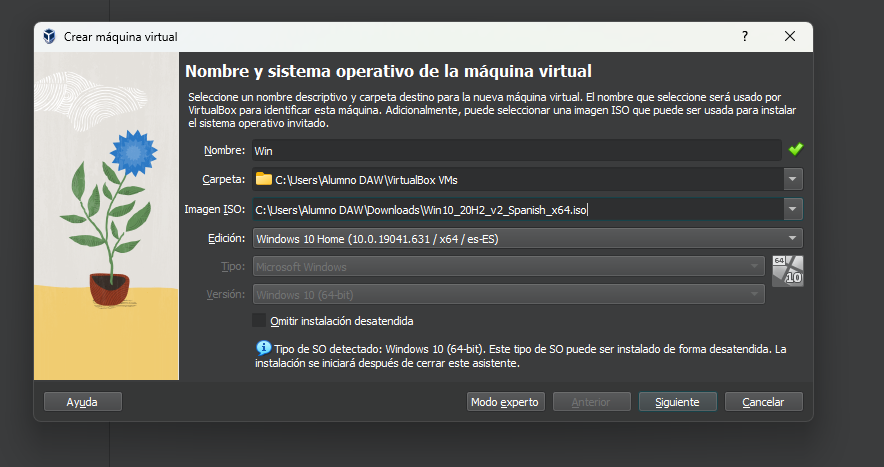 Crear máquina virtual
?
Nombre y sistema operativo de la máquina virtual
Seleccione un nombre descriptivo y carpeta destino para la nueva máquina virtual. El nombre que seleccione será usado por
VirtualBox para identificar esta máquina. Adicionalmente, puede seleccionar una imagen ISO que puede ser usada para instalar
el sistema operativo invitado.
Nombre: Win
Carpeta: C:\Users\Alumno DAW\VirtualBox VMs
Imagen ISO: C:\Users\Alumno DAW\Downloads\Win10_20H2_v2_Spanish_x64.iso
Edición: Windows 10 Home (10.0.19041.631 / x64 / es-ES)
Tipo: Microsoft Windows
64
10
Versión: Windows 10 (64-bit)
Omitir instalación desatendida
Tipo de SO detectado: Windows 10 (64-bit). Este tipo de SO puede ser instalado de forma desatendida. La
instalación se iniciará después de cerrar este asistente.
Ayuda Modo experto Anterior Siguiente Cancelar